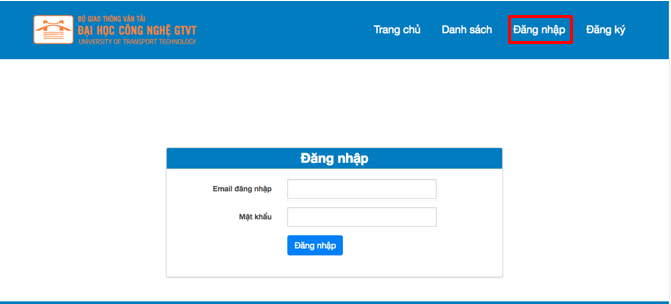 BỘ GIAO THÔNG VẬN TẢI
ĐẠI HỌC CÔNG NGHỆ GTVT
UNIVERSITY OF TRANSPORT TECHNOLOGY
Trang chủ Danh sách Đăng nhập Đăng ký
Đăng nhập
Email đăng nhập
Mật khẩu
Đăng nhập